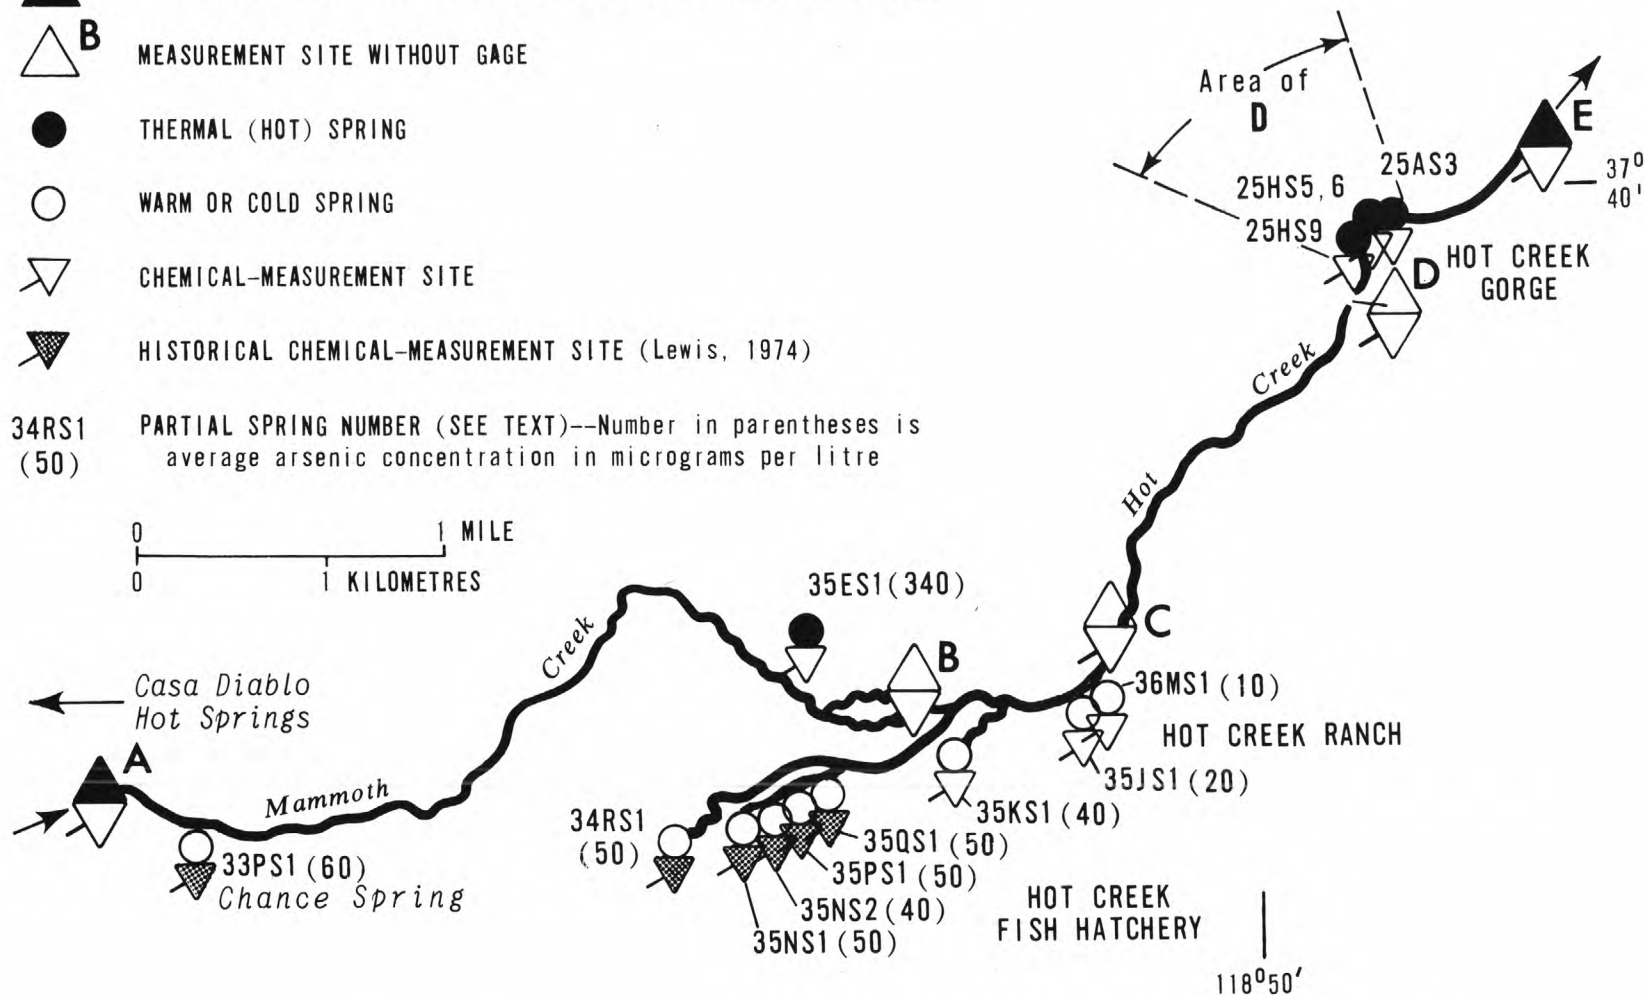 B
MEASUREMENT SITE WITHOUT GAGE
THERMAL (HOT) SPRING
WARM OR COLD SPRING
CHEMICAL-MEASUREMENT SITE
HISTORICAL CHEMICAL-MEASUREMENT SITE (Lewis, 1974)
34RS1
(50)
PARTIAL SPRING NUMBER (SEE TEXT)--Number in parentheses is
average arsenic concentration in micrograms per litre
0 1 MILE
0 1 KILOMETRES
Area of
D
E
37°
40'
25AS3
25HS5,6
25HS9
D
HOT CREEK
GORGE
Creek
Hot
C
35ES1(340)
B
Creek
Casa Diablo
Hot Springs
A
Mammoth
33PS1(60)
Chance Spring
34RS1
(50)
36MS1(10)
HOT CREEK RANCH
35JS1(20)
35KS1(40)
35QS1(50)
35PS1(50)
35NS2(40)
35NS1(50)
HOT CREEK
FISH HATCHERY
118°50'